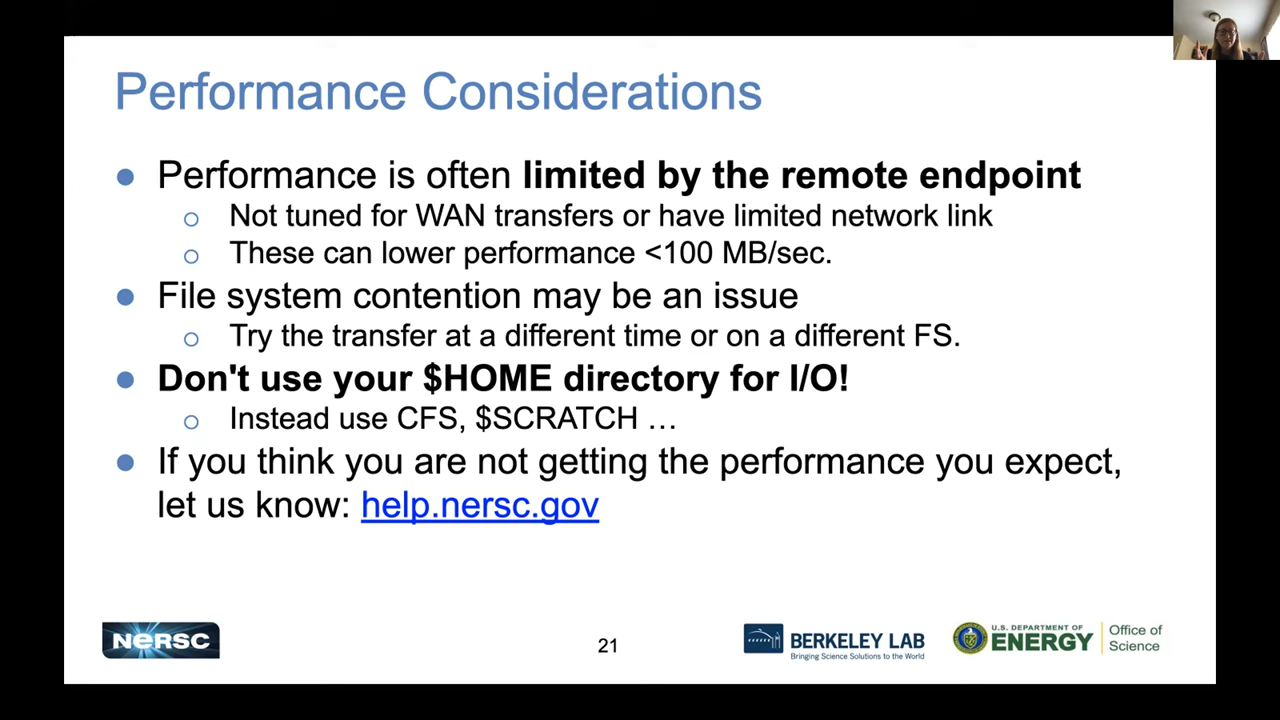 Performance Considerations
● Performance is often limited by the remote endpoint
○ Not tuned for WAN transfers or have limited network link
○ These can lower performance <100 MB/sec.
● File system contention may be an issue
○ Try the transfer at a different time or on a different FS.
● Don't use your $HOME directory for I/O!
○ Instead use CFS, $SCRATCH …
● If you think you are not getting the performance you expect,
let us know: help.nersc.gov
NERSC
21
BERKELEY LAB
Bringing Science Solutions to the World
U.S. DEPARTMENT OF
ENERGY
Office of
Science